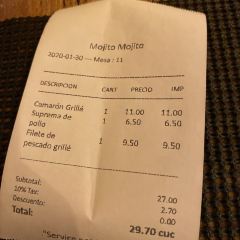 Mojito Mojito
2020-01-30 — Mesa : 11
DESCRIPCION CANT PRECIO IMP
Camarón Grillé 1 11.00 11.00
Suprema de 1 6.50 6.50
pollo
Filete de 1 9.50 9.50
pescado grillé
Subtotal: 27.00
10% Tax: 2.70
Descuento: 0.00
Total: 29.70 cuc